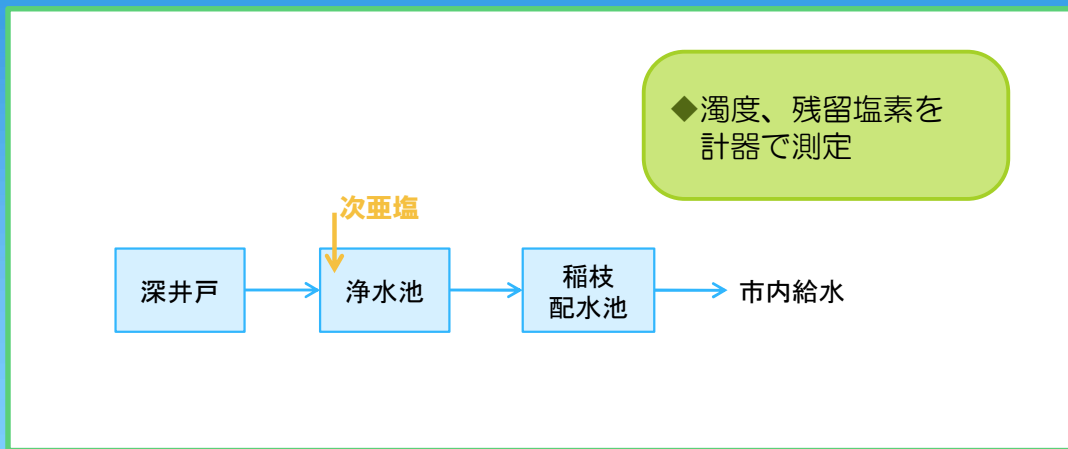 ◆濁度、残留塩素を
計器で測定
次亜塩
深井戸
浄水池
稲枝
配水池
市内給水